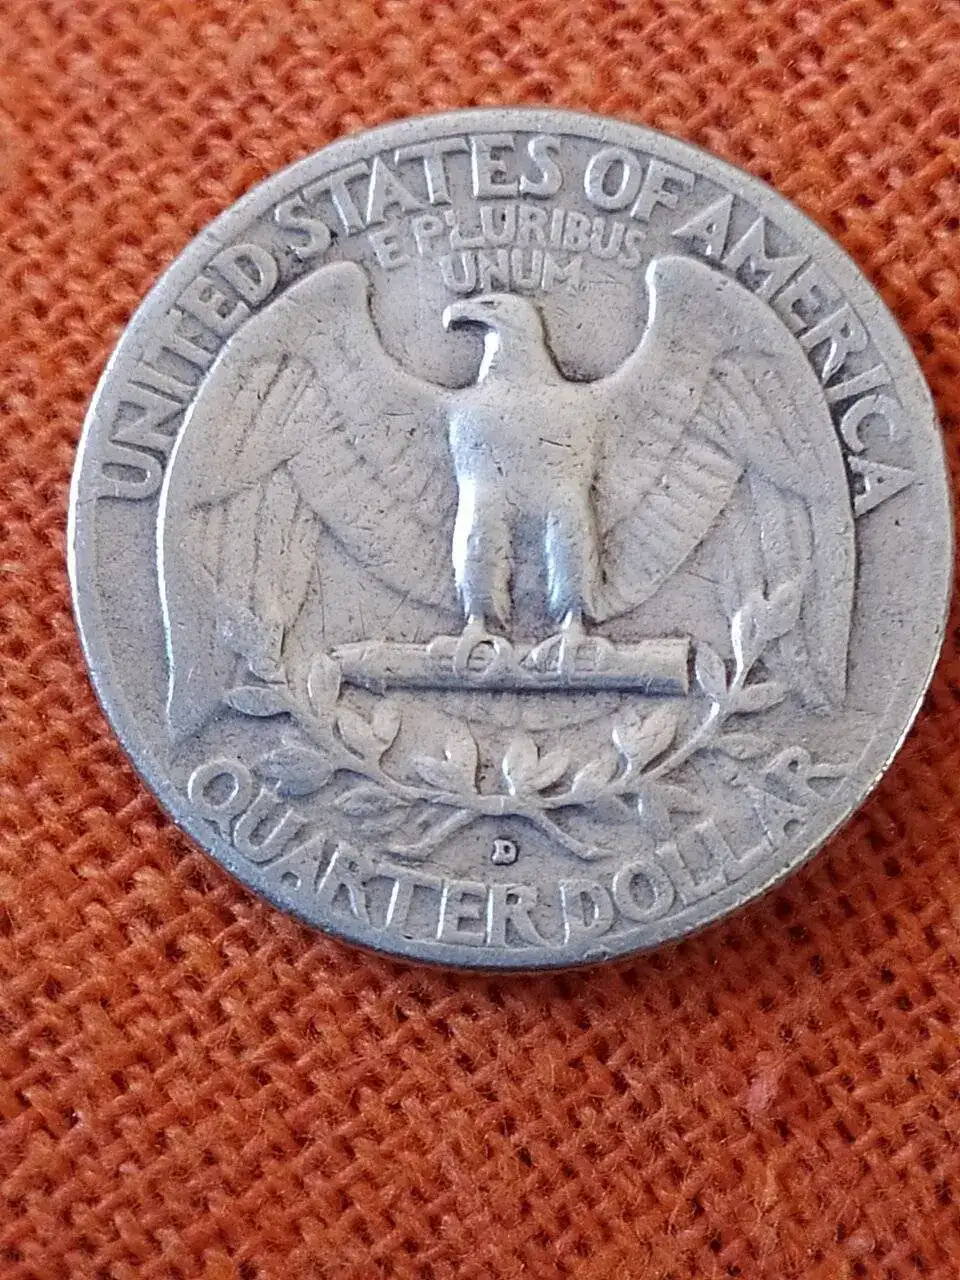 UNITED STATES OF AMERICA
E PLURIBUS
UNUM
D
QUARTER DOLLAR